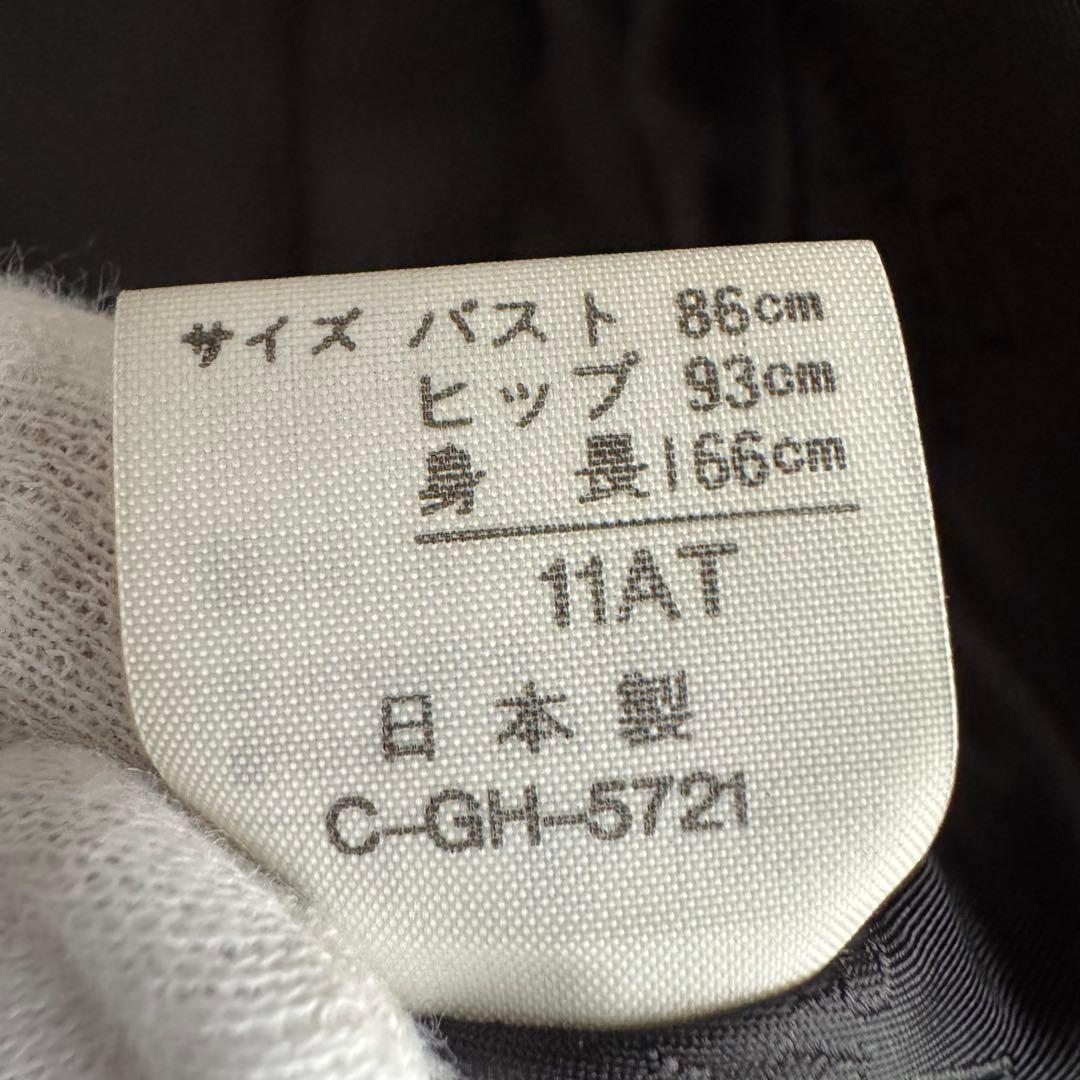 サイズ バスト 86cm
ヒップ 93cm
身長 166cm
11AT
日本製
C-GH-5721